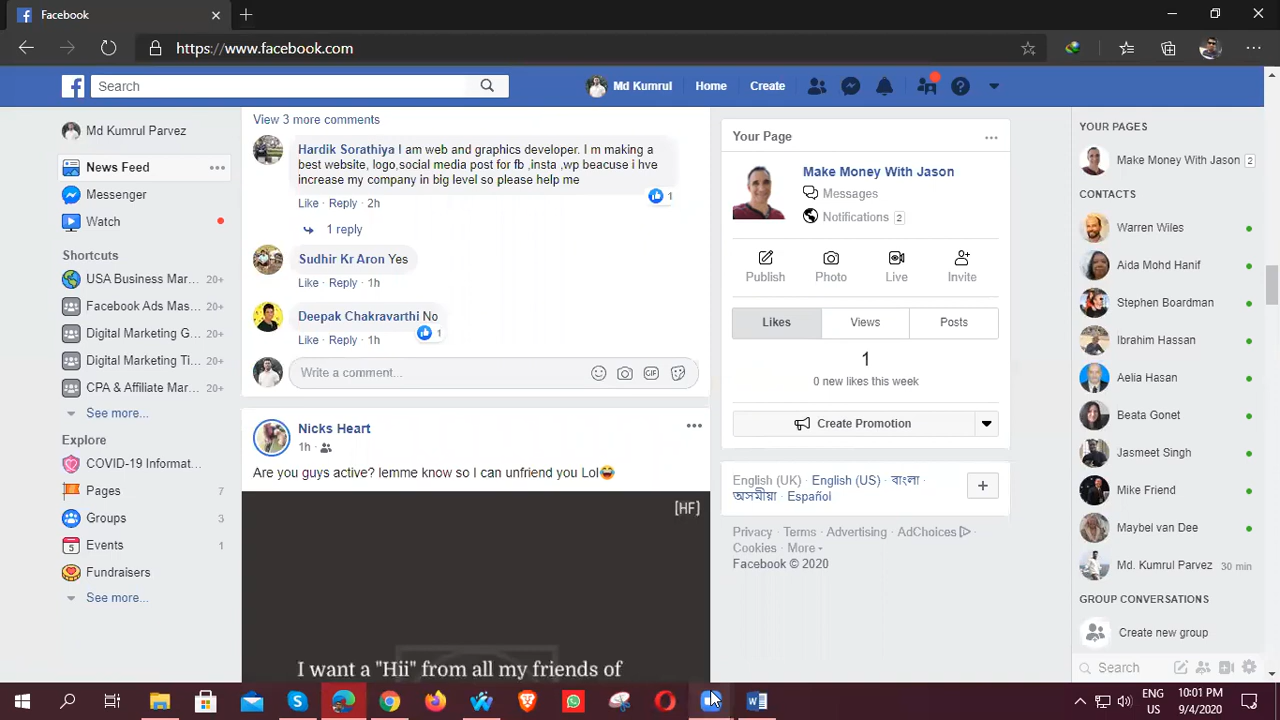 Facebook
https://www.facebook.com
Search
Md Kumrul
Home
Create
Md Kumrul Parvez
News Feed
Messenger
Watch
Shortcuts
USA Business Mar... 20+
Facebook Ads Mas... 20+
Digital Marketing G... 20+
Digital Marketing Ti... 20+
CPA & Affiliate Mar... 20+
See more...
Explore
COVID-19 Informat...
Pages 7
Groups 3
5 Events 1
Fundraisers
See more...
View 3 more comments
Hardik Sorathiya I am web and graphics developer. I m making a
best website, logo,social media post for fb ,insta ,wp beacuse i hve
increase my company in big level so please help me
1
Like · Reply · 2h
1 reply
Sudhir Kr Aron Yes
Like · Reply · 1h
Deepak Chakravarthi No
1
Like · Reply · 1h
Write a comment...
GIF
Nicks Heart
1h ·
Are you guys active? lemme know so I can unfriend you Lol😂
[HF]
I want a "Hii" from all my friends of
Your Page
Make Money With Jason
Messages
Notifications 2
Publish Photo Live Invite
Likes Views Posts
1
0 new likes this week
Create Promotion
English (UK) · English (US) · বাংলা ·
অসমীয়া · Español
Privacy · Terms · Advertising · AdChoices ·
Cookies · More
Facebook © 2020
YOUR PAGES
Make Money With Jason 2
CONTACTS
Warren Wiles
Aida Mohd Hanif
Stephen Boardman
Ibrahim Hassan
Aelia Hasan
Beata Gonet
Jasmeet Singh
Mike Friend
Maybel van Dee
Md. Kumrul Parvez 30 min
GROUP CONVERSATIONS
Create new group
Search
ENG
US
10:01 PM
9/4/2020